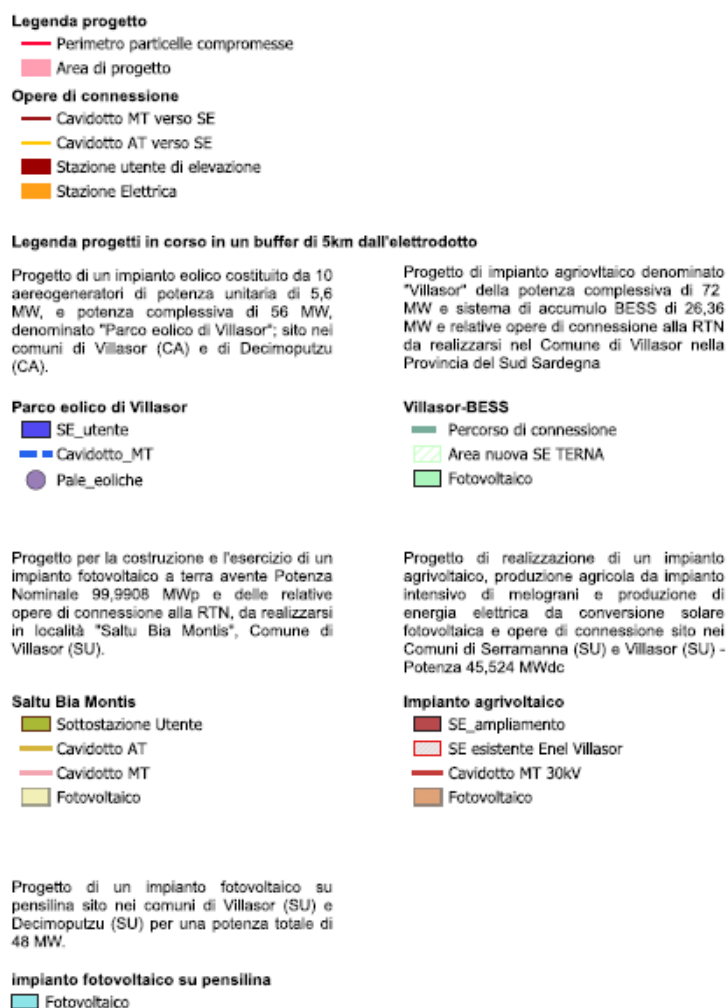 Legenda progetto
Perimetro particelle compromesse
Area di progetto
Opere di connessione
Cavidotto MT verso SE
Cavidotto AT verso SE
Stazione utente di elevazione
Stazione Elettrica
Legenda progetti in corso in un buffer di 5km dall'elettrodotto
Progetto di un impianto eolico costituito da 10
aereogeneratori di potenza unitaria di 5,6
MW, e potenza complessiva di 56 MW,
denominato "Parco eolico di Villasor"; sito nei
comuni di Villasor (CA) e di Decimoputzu
(CA).
Parco eolico di Villasor
SE_utente
Cavidotto_MT
Pale_eoliche
Progetto di impianto agriovltaico denominato
"Villasor" della potenza complessiva di 72
MW e sistema di accumulo BESS di 26,36
MW e relative opere di connessione alla RTN
da realizzarsi nel Comune di Villasor nella
Provincia del Sud Sardegna
Villasor-BESS
Percorso di connessione
Area nuova SE TERNA
Fotovoltaico
Progetto per la costruzione e l'esercizio di un
impianto fotovoltaico a terra avente Potenza
Nominale 99,9908 MWp e delle relative
opere di connessione alla RTN, da realizzarsi
in località "Saltu Bia Montis", Comune di
Villasor (SU).
Saltu Bia Montis
Sottostazione Utente
Cavidotto AT
Cavidotto MT
Fotovoltaico
Progetto di realizzazione di un impianto
agrivoltaico, produzione agricola da impianto
intensivo di melograni e produzione di
energia elettrica da conversione solare
fotovoltaica e opere di connessione sito nei
Comuni di Serramanna (SU) e Villasor (SU) -
Potenza 45,524 MWdc
Impianto agrivoltaico
SE_ampliamento
SE esistente Enel Villasor
Cavidotto MT 30kV
Fotovoltaico
Progetto di un impianto fotovoltaico su
pensilina sito nei comuni di Villasor (SU) e
Decimoputzu (SU) per una potenza totale di
48 MW.
impianto fotovoltaico su pensilina
Fotovoltaico